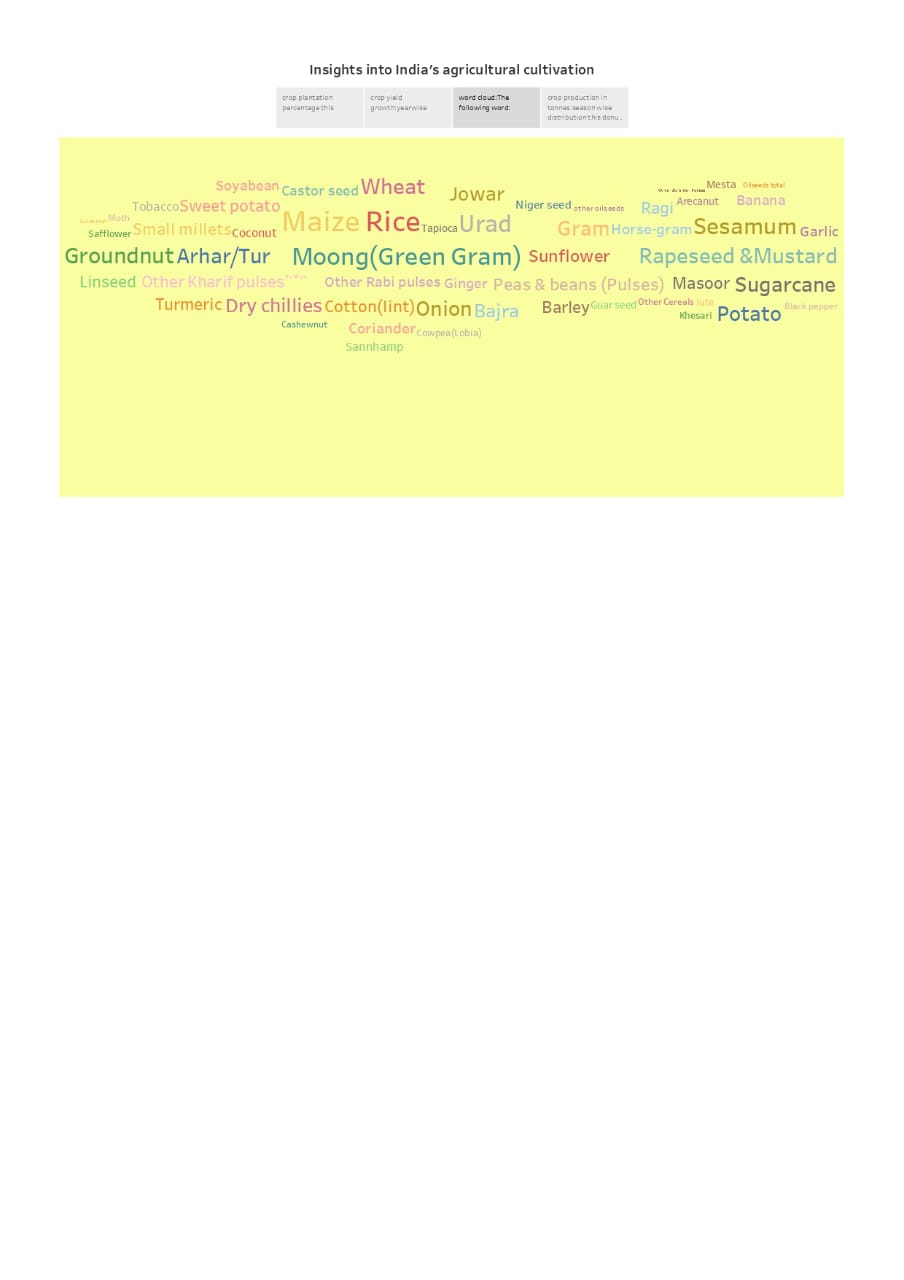 Insights into India's agricultural cultivation
crop plantation
percentage:this
crop yield
growth:yearwise
word cloud:The
following word:
crop production in
tonnes:season wise
distribution:this donu..
Soyabean Castor seed Wheat Jowar Mesta Oilseeds total
Tobacco Sweet potato Niger seed other oilseeds Ragi Arecanut Banana
Moth
Safflower Small millets Coconut Maize Rice Tapioca Urad Gram Horse-gram Sesamum Garlic
Groundnut Arhar/Tur Moong(Green Gram) Sunflower Rapeseed &Mustard
Linseed Other Kharif pulses Other Rabi pulses Ginger Peas & beans (Pulses) Masoor Sugarcane
Turmeric Dry chillies Cotton(lint) Onion Bajra Barley Guar seed Other Cereals Jute Black pepper
Khesari Potato
Cashewnut Coriander Cowpea(Lobia)
Sannhamp